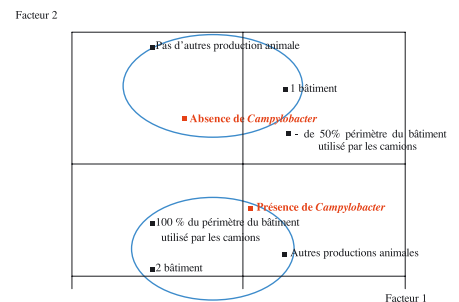 Facteur 2
Pas d'autres production animale
1 bâtiment
Absence de Campylobacter
- de 50% périmètre du bâtiment
utilisé par les camions
Présence de Campylobacter
100 % du périmètre du bâtiment
utilisé par les camions
Autres productions animales
2 bâtiment
Facteur 1